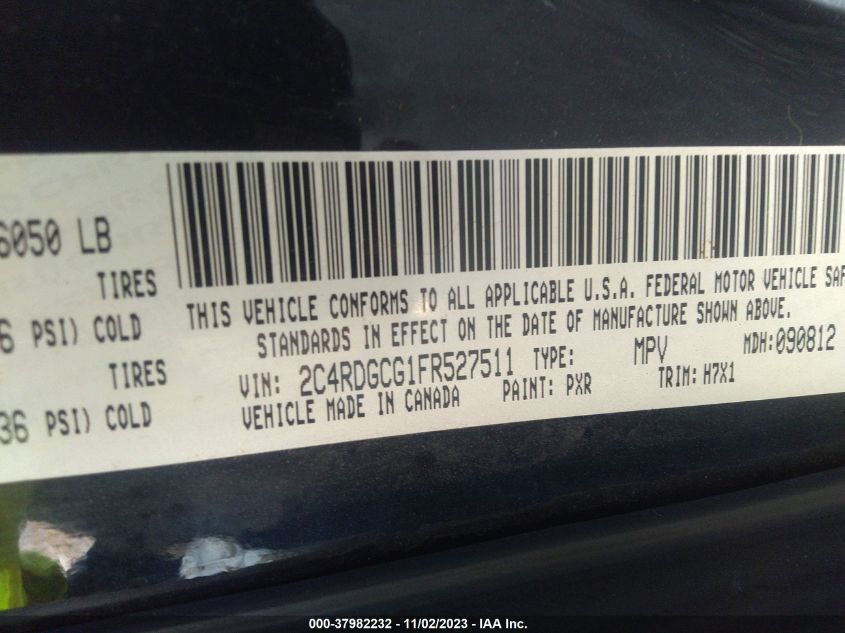 6050 LB
TIRES
6 PSI) COLD
TIRES
36 PSI) COLD
THIS VEHICLE CONFORMS TO ALL APPLICABLE U.S.A. FEDERAL MOTOR VEHICLE SAF
STANDARDS IN EFFECT ON THE DATE OF MANUFACTURE SHOWN ABOVE.
VIN: 2C4RDGCG1FR527511 TYPE: MPV MDH:090812
VEHICLE MADE IN CANADA PAINT: PXR TRIM: H7X1
000-37982232 - 11/02/2023 - IAA Inc.